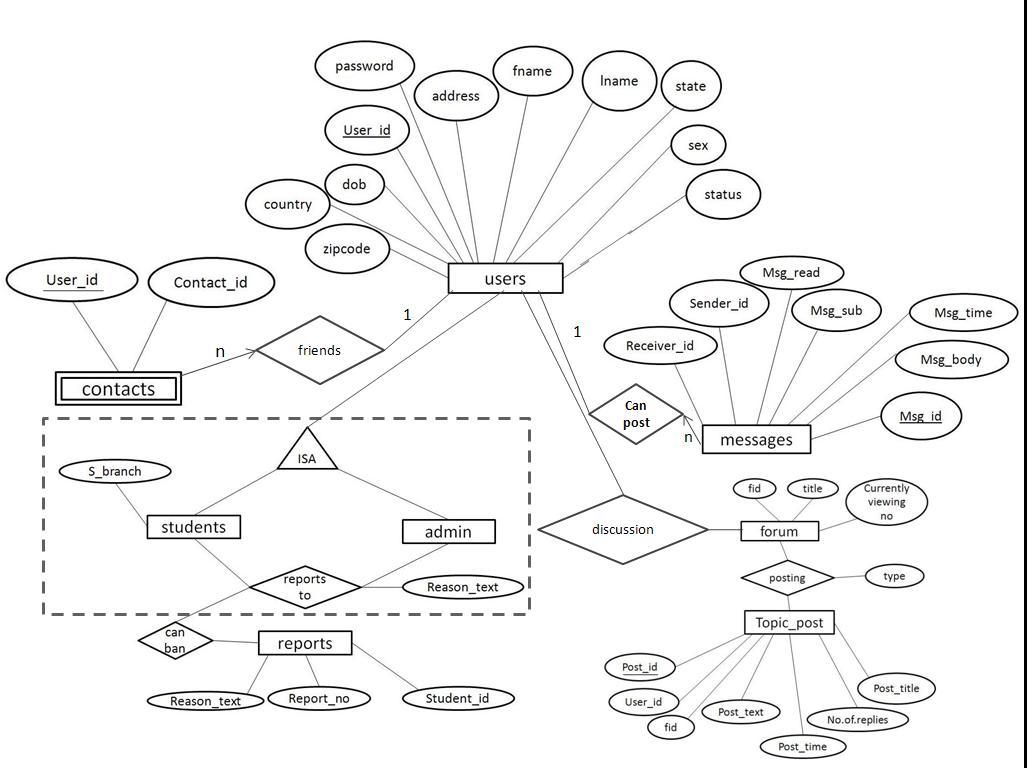 password
address
fname
lname
state
User_id
sex
dob
country
status
zipcode
users
User_id
Contact_id
contacts
n
friends
1
1
Msg_read
Sender_id
Msg_sub
Msg_time
Receiver_id
Msg_body
Can
post
n
messages
Msg_id
ISA
S_branch
students
admin
reports
to
Reason_text
discussion
fid
title
Currently
viewing
no
forum
posting
type
Topic_post
can
ban
reports
Reason_text
Report_no
Student_id
Post_id
User_id
fid
Post_text
Post_time
No.of.replies
Post_title